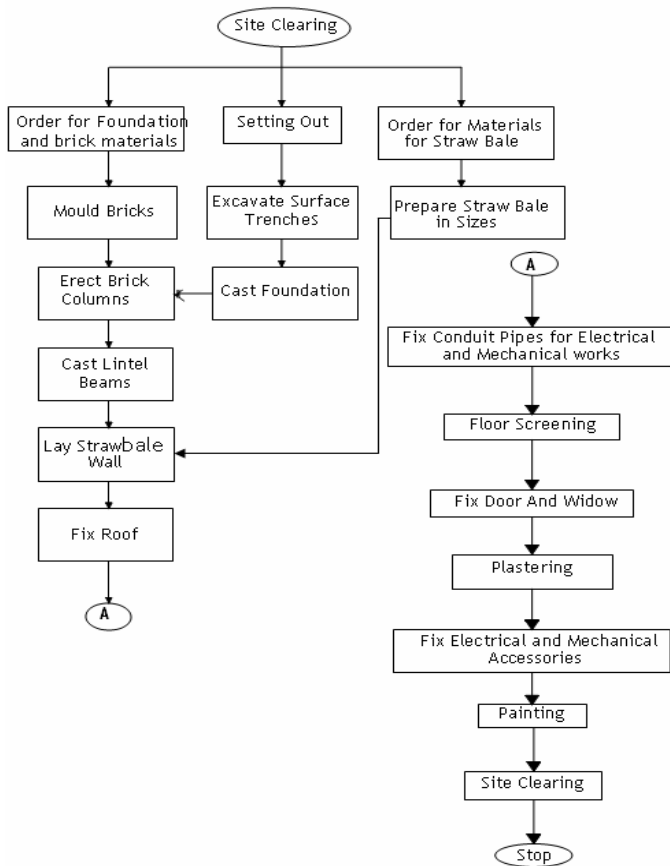 Site Clearing
Order for Foundation
and brick materials
Setting Out
Order for Materials
for Straw Bale
Mould Bricks
Excavate Surface
Trenches
Prepare Straw Bale
in Sizes
Erect Brick
Columns
Cast Foundation
Cast Lintel
Beams
Lay Strawbale
Wall
Fix Roof
A
A
Fix Conduit Pipes for Electrical
and Mechanical works
Floor Screening
Fix Door And Widow
Plastering
Fix Electrical and Mechanical
Accessories
Painting
Site Clearing
Stop